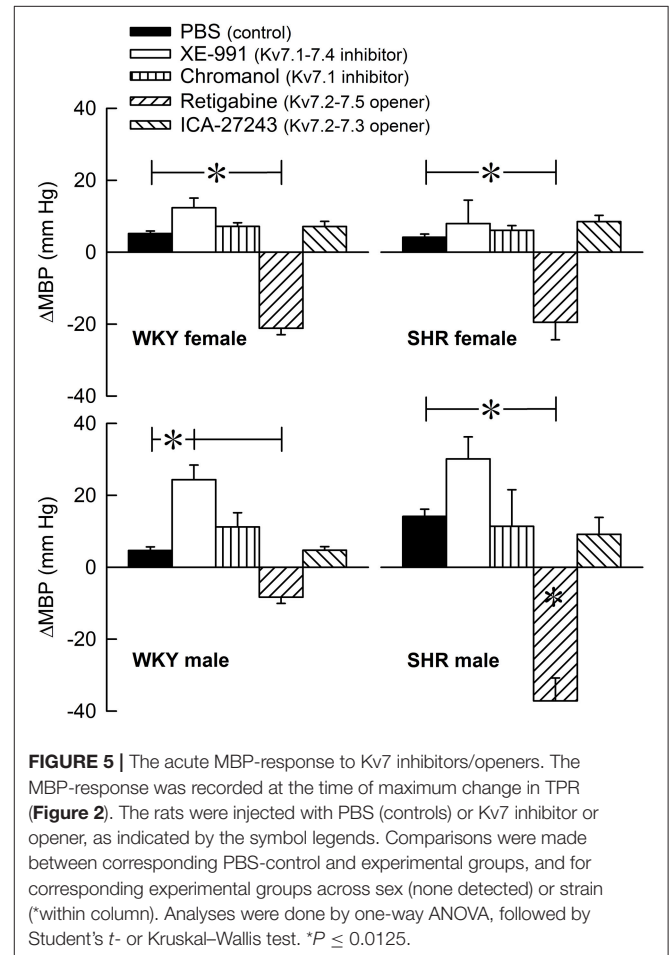 PBS (control)
XE-991 (Kv7.1-7.4 inhibitor)
Chromanol (Kv7.1 inhibitor)
Retigabine (Kv7.2-7.5 opener)
ICA-27243 (Kv7.2-7.3 opener)
40
20
0
-20
-40
ΔMBP (mm Hg)
*
*
WKY female
SHR female
40
20
0
-20
-40
ΔMBP (mm Hg)
*
*
*
WKY male
SHR male
FIGURE 5 | The acute MBP-response to Kv7 inhibitors/openers. The
MBP-response was recorded at the time of maximum change in TPR
(Figure 2). The rats were injected with PBS (controls) or Kv7 inhibitor or
opener, as indicated by the symbol legends. Comparisons were made
between corresponding PBS-control and experimental groups, and for
corresponding experimental groups across sex (none detected) or strain
(*within column). Analyses were done by one-way ANOVA, followed by
Student's t- or Kruskal–Wallis test. *P ≤ 0.0125.